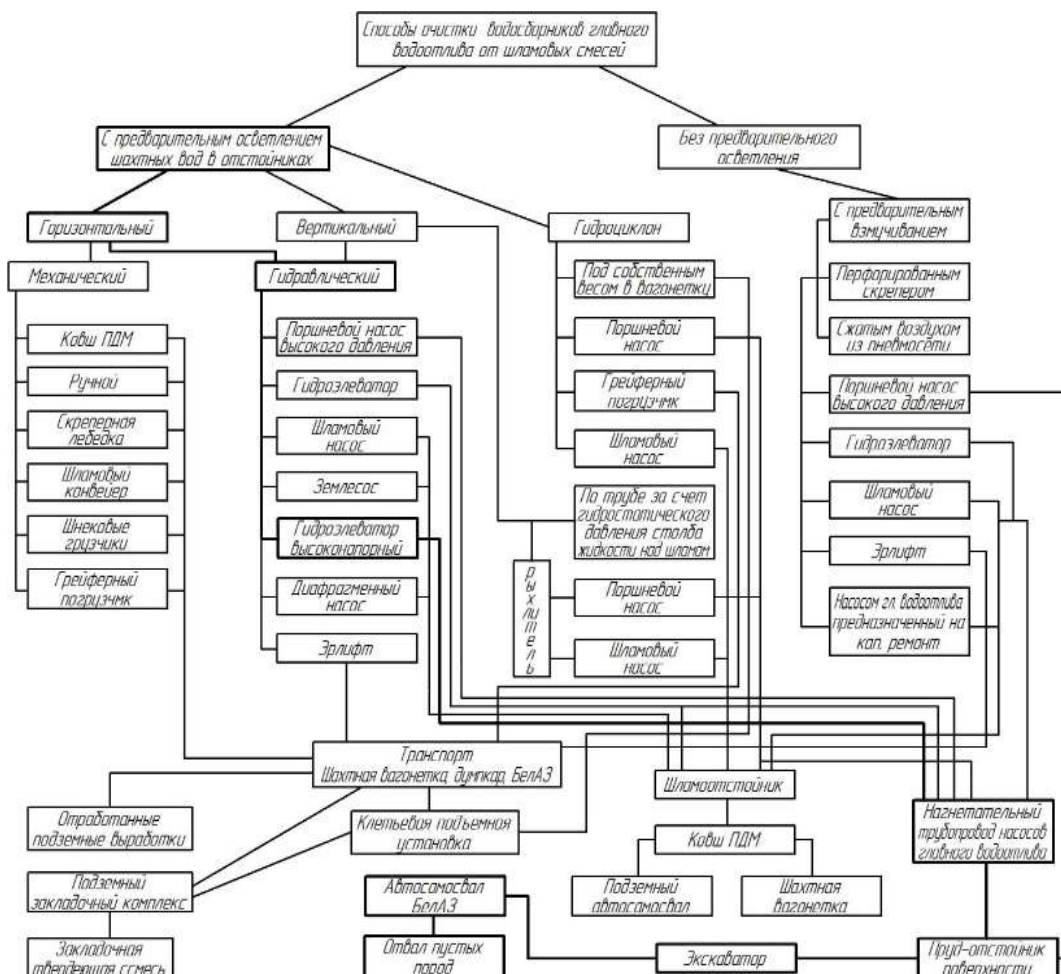 Способы очистки водосборников главного
водоотлива от шламовых смесей
С предварительным осветлением
шахтных вод в отстойниках
Без предварительного
осветления
Горизонтальный
Вертикальный
Гидроциклон
С предварительным
взмучиванием
Механический
Гидравлический
Под собственным
весом в вагонетку
Перфорированным
скрепером
Ковш ПДМ
Поршневой насос
высокого давления
Поршневой
насос
Сжатым воздухом
из пневмосети
Ручной
Гидроэлеватор
Грейферный
погрузчмк
Поршневой насос
высокого давления
Скреперная
лебедка
Шламовый
насос
Шламовый
насос
Гидроэлеватор
Шламовый
конвейер
Землесос
По трубе за счет
гидростатического
давления столба
жидкости над шламом
Шламовый
насос
Шнековые
грузчики
Гидроэлеватор
высоконапорный
Эрлифт
Грейферный
погрузчмк
Диафрагменный
насос
рыхлитель
Поршневой
насос
Насосом гл. водоотлива
предназначенный на
кап. ремонт
Эрлифт
Шламовый
насос
Транспорт
Шахтная вагонетка, думпкар, БелАЗ
Шламоотстойник
Отработанные
подземные выработки
Клетьевая подъемная
установка
Ковш ПДМ
Нагнетательный
трубопровод насосов
главного водоотлива
Подземный
закладочный комплекс
Автосамосвал
БелАЗ
Подземный
автосамосвал
Шахтная
вагонетка
Закладочная
твердеющая ссмесь
Отвал пустых
пород
Экскаватор
Пруд-отстойник
поверхности